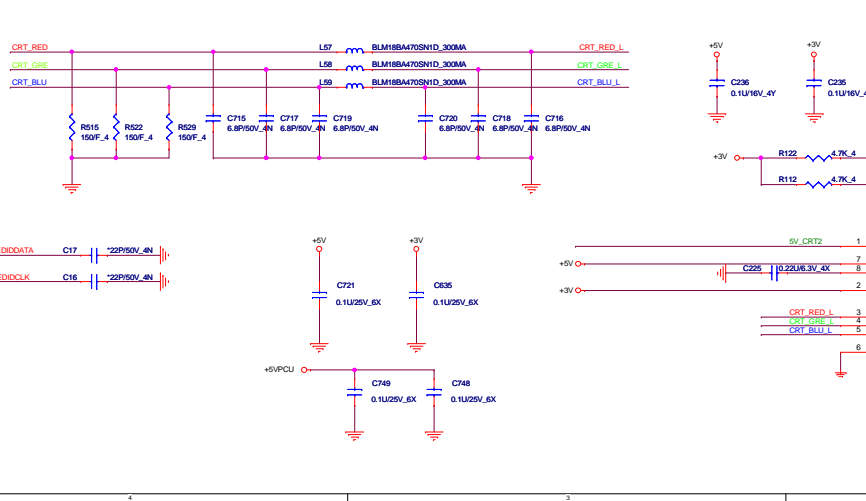 CRT_RED
L57
BLM18BA470SN1D_300MA
CRT_RED_L
CRT_GRE
L58
BLM18BA470SN1D_300MA
CRT_GRE_L
CRT_BLU
L59
BLM18BA470SN1D_300MA
CRT_BLU_L
+5V
+3V
C236
0.1U/16V_4Y
C235
0.1U/16V_4
R515
150/F_4
R522
150/F_4
R529
150/F_4
C715
6.8P/50V_4N
C717
6.8P/50V_4N
C719
6.8P/50V_4N
C720
6.8P/50V_4N
C718
6.8P/50V_4N
C716
6.8P/50V_4N
+3V
R122
4.7K_4
R112
4.7K_4
EDIDDATA
C17
*22P/50V_4N
EDIDCLK
C16
*22P/50V_4N
+5V
+3V
C721
0.1U/25V_6X
C635
0.1U/25V_6X
5V_CRT2
1
+5V
7
C225
0.22U/6.3V_4X
8
+3V
2
CRT_RED_L
3
CRT_GRE_L
4
CRT_BLU_L
5
6
+5VPCU
C749
0.1U/25V_6X
C748
0.1U/25V_6X
4
3